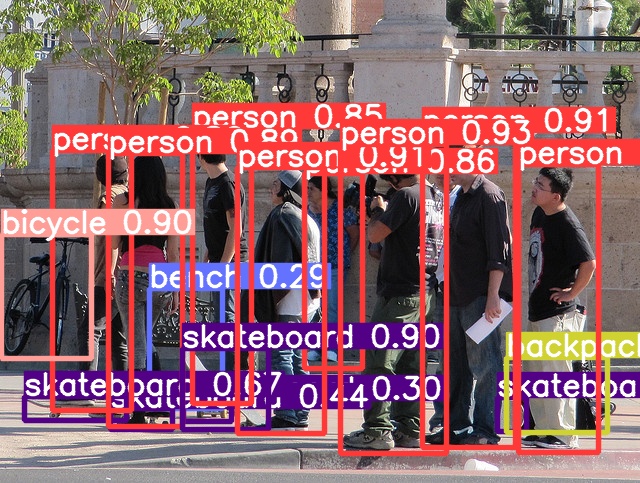 person 0.85
person 0.91
person 0.93
person
0.89
person 0.91
0.86
bicycle 0.90
bench 0.29
skateboard 0.90
backpack
skateboard 0.67
0.44
0.30
skateboa